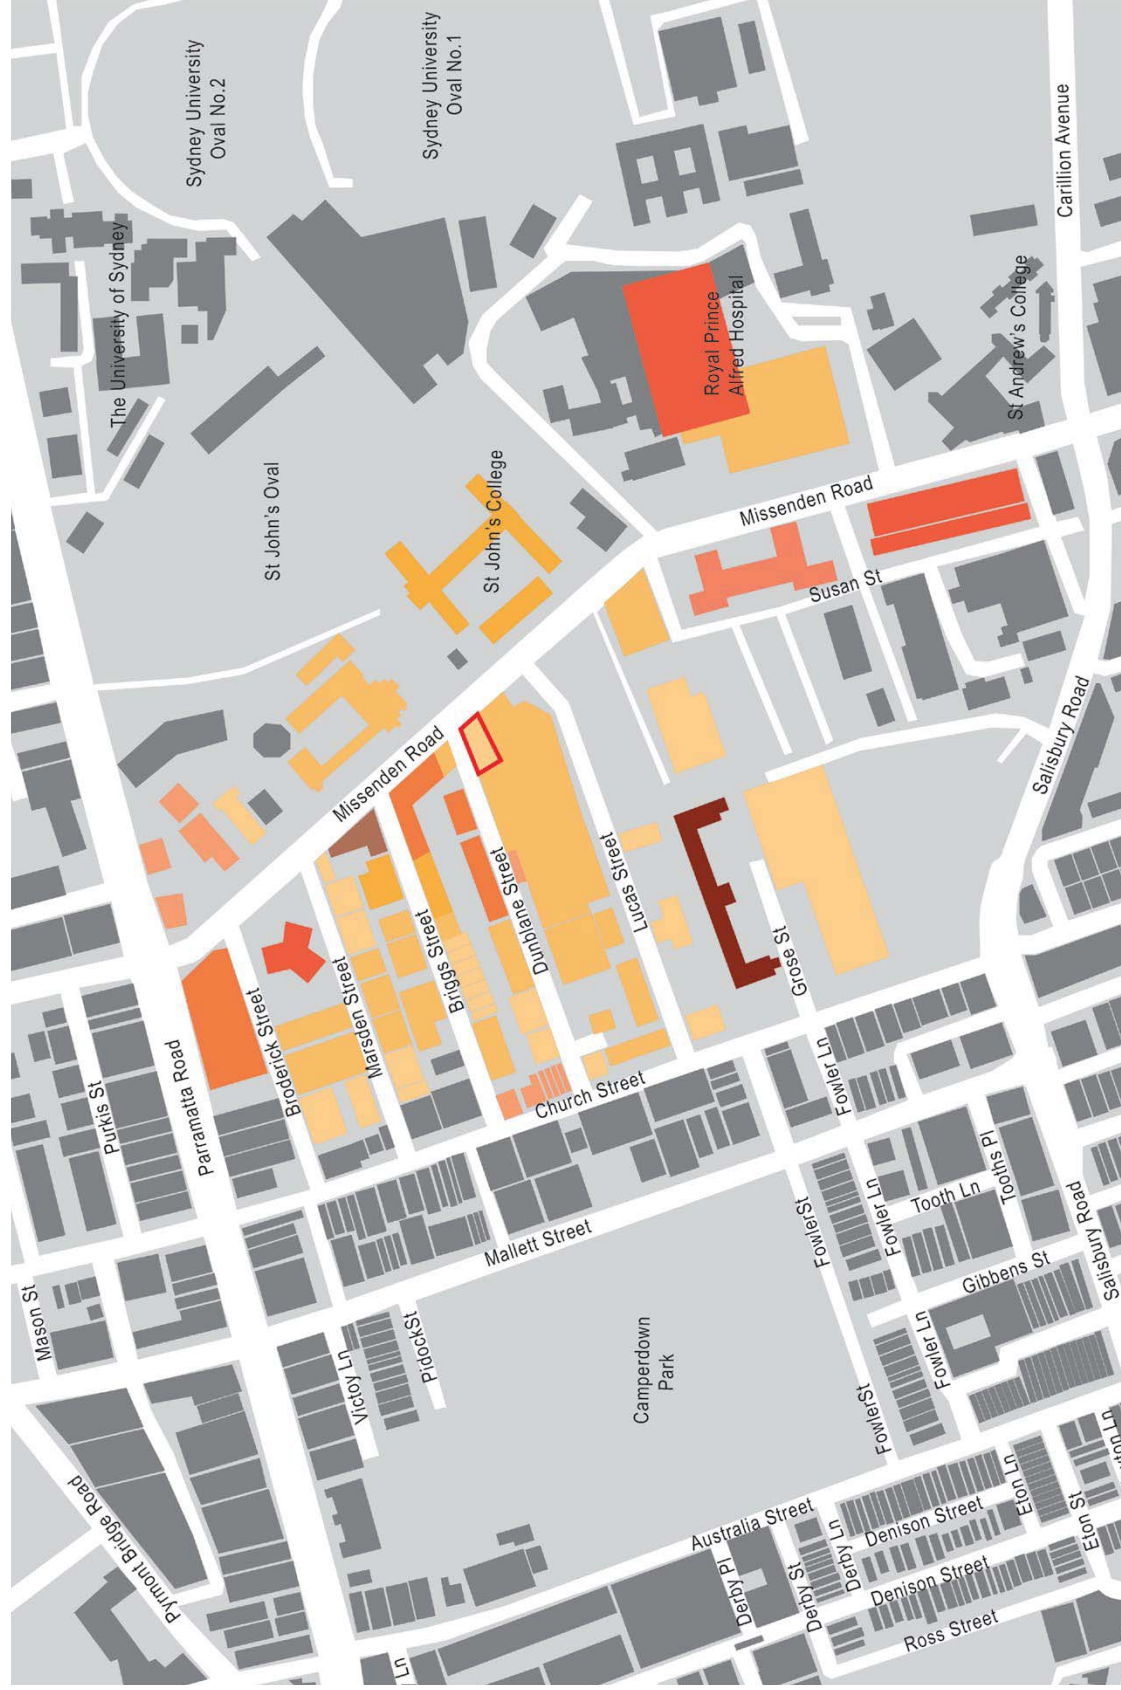 Sydney University
Oval No.2
Sydney University
Oval No.1
The University of Sydney
Carillion Avenue
Royal Prince
Alfred Hospital
St Andrew's College
St John's Oval
St John's College
Missenden Road
Susan St
Missenden Road
Salisbury Road
Lucas Street
Dunblane Street
Briggs Street
Marsden Street
Broderick Street
Grose St
Parramatta Road
Purkis St
Church Street
Fowler Ln
Mallett Street
FowlerSt
Fowler Ln
Tooth Ln
Tooths Pl
Salisbury Road
Gibbens St
Mason St
Victoy Ln
PidockSt
Camperdown
Park
FowlerSt
Fowler Ln
Pyrmont Bridge Road
Australia Street
Derby Pl
Derby St
Derby Ln
Denison Street
Denison Street
Eton Ln
Eton St
Ross Street
Ln